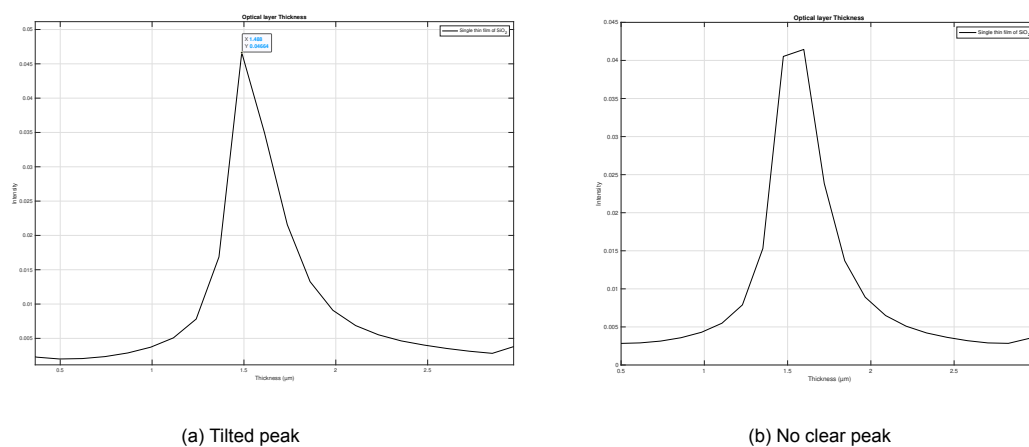 Optical layer Thickness
Single thin film of SiO2
X 1.488
Y 0.04664
0.05
0.045
0.04
0.035
0.03
0.025
0.02
0.015
0.01
0.005
Intensity
0.5
1
1.5
2
2.5
Thickness (μm)
(a) Tilted peak
Optical layer Thickness
Single thin film of SiO2
0.045
0.04
0.035
0.03
0.025
0.02
0.015
0.01
0.005
0
Intensity
0.5
1
1.5
2
2.5
Thickness (μm)
(b) No clear peak